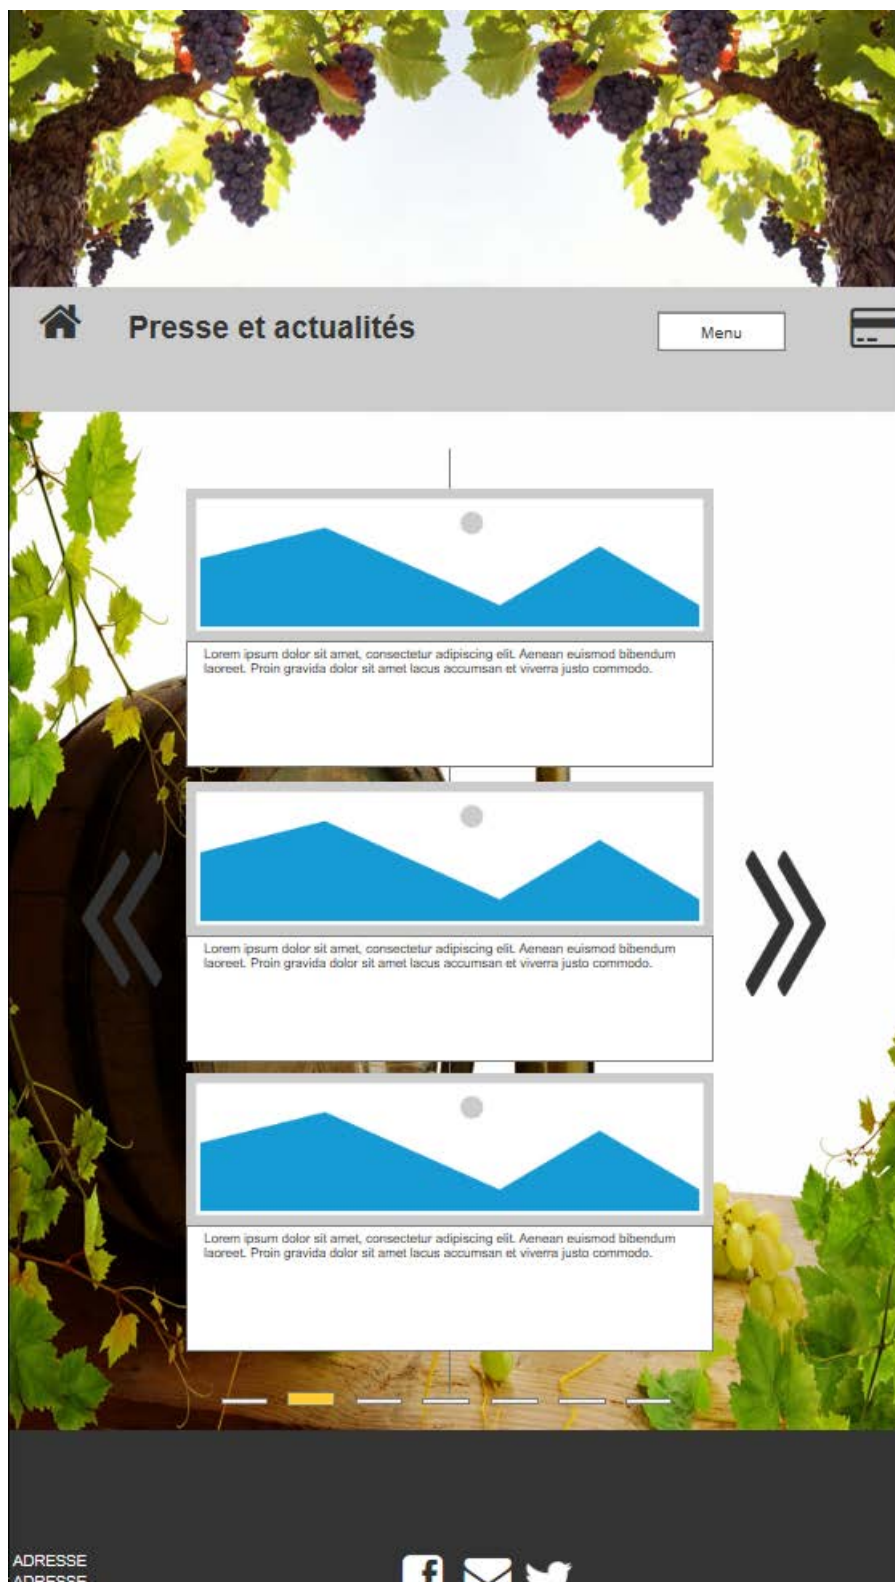 Presse et actualités
Menu
Lorem ipsum dolor sit amet, consectetur adipiscing elit. Aenean euismod bibendum
laoreet. Proin gravida dolor sit amet lacus accumsan et viverra justo commodo.
Lorem ipsum dolor sit amet, consectetur adipiscing elit. Aenean euismod bibendum
laoreet. Proin gravida dolor sit amet lacus accumsan et viverra justo commodo.
Lorem ipsum dolor sit amet, consectetur adipiscing elit. Aenean euismod bibendum
laoreet. Proin gravida dolor sit amet lacus accumsan et viverra justo commodo.
ADRESSE
ADRESSE